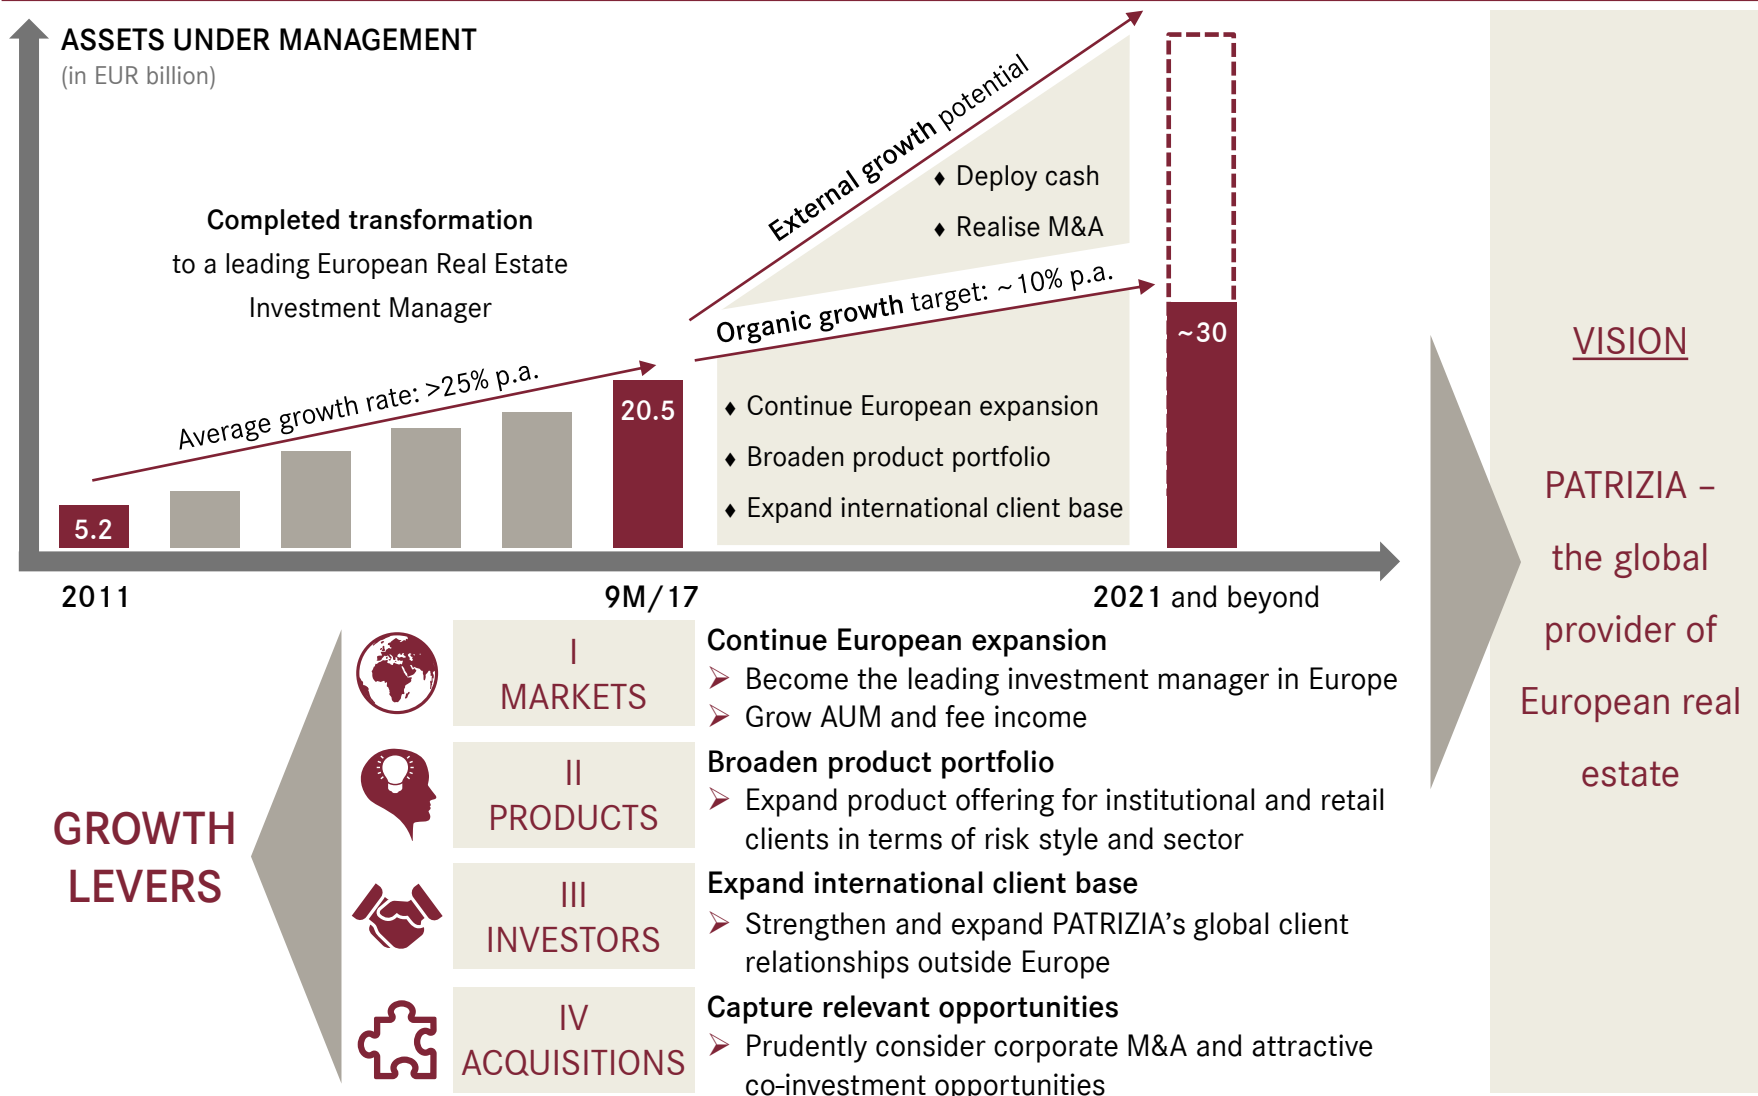 ASSETS UNDER MANAGEMENT
(in EUR billion)
Completed transformation
to a leading European Real Estate
Investment Manager
Average growth rate: >25% p.a.
External growth potential
♦ Deploy cash
♦ Realise M&A
Organic growth target: ~10% p.a.
♦ Continue European expansion
♦ Broaden product portfolio
♦ Expand international client base
5.2
20.5
~30
2011
9M/17
2021 and beyond
VISION
PATRIZIA –
the global
provider of
European real
estate
GROWTH
LEVERS
I
MARKETS
Continue European expansion
➢ Become the leading investment manager in Europe
➢ Grow AUM and fee income
II
PRODUCTS
Broaden product portfolio
➢ Expand product offering for institutional and retail
clients in terms of risk style and sector
III
INVESTORS
Expand international client base
➢ Strengthen and expand PATRIZIA’s global client
relationships outside Europe
IV
ACQUISITIONS
Capture relevant opportunities
➢ Prudently consider corporate M&A and attractive
co-investment opportunities